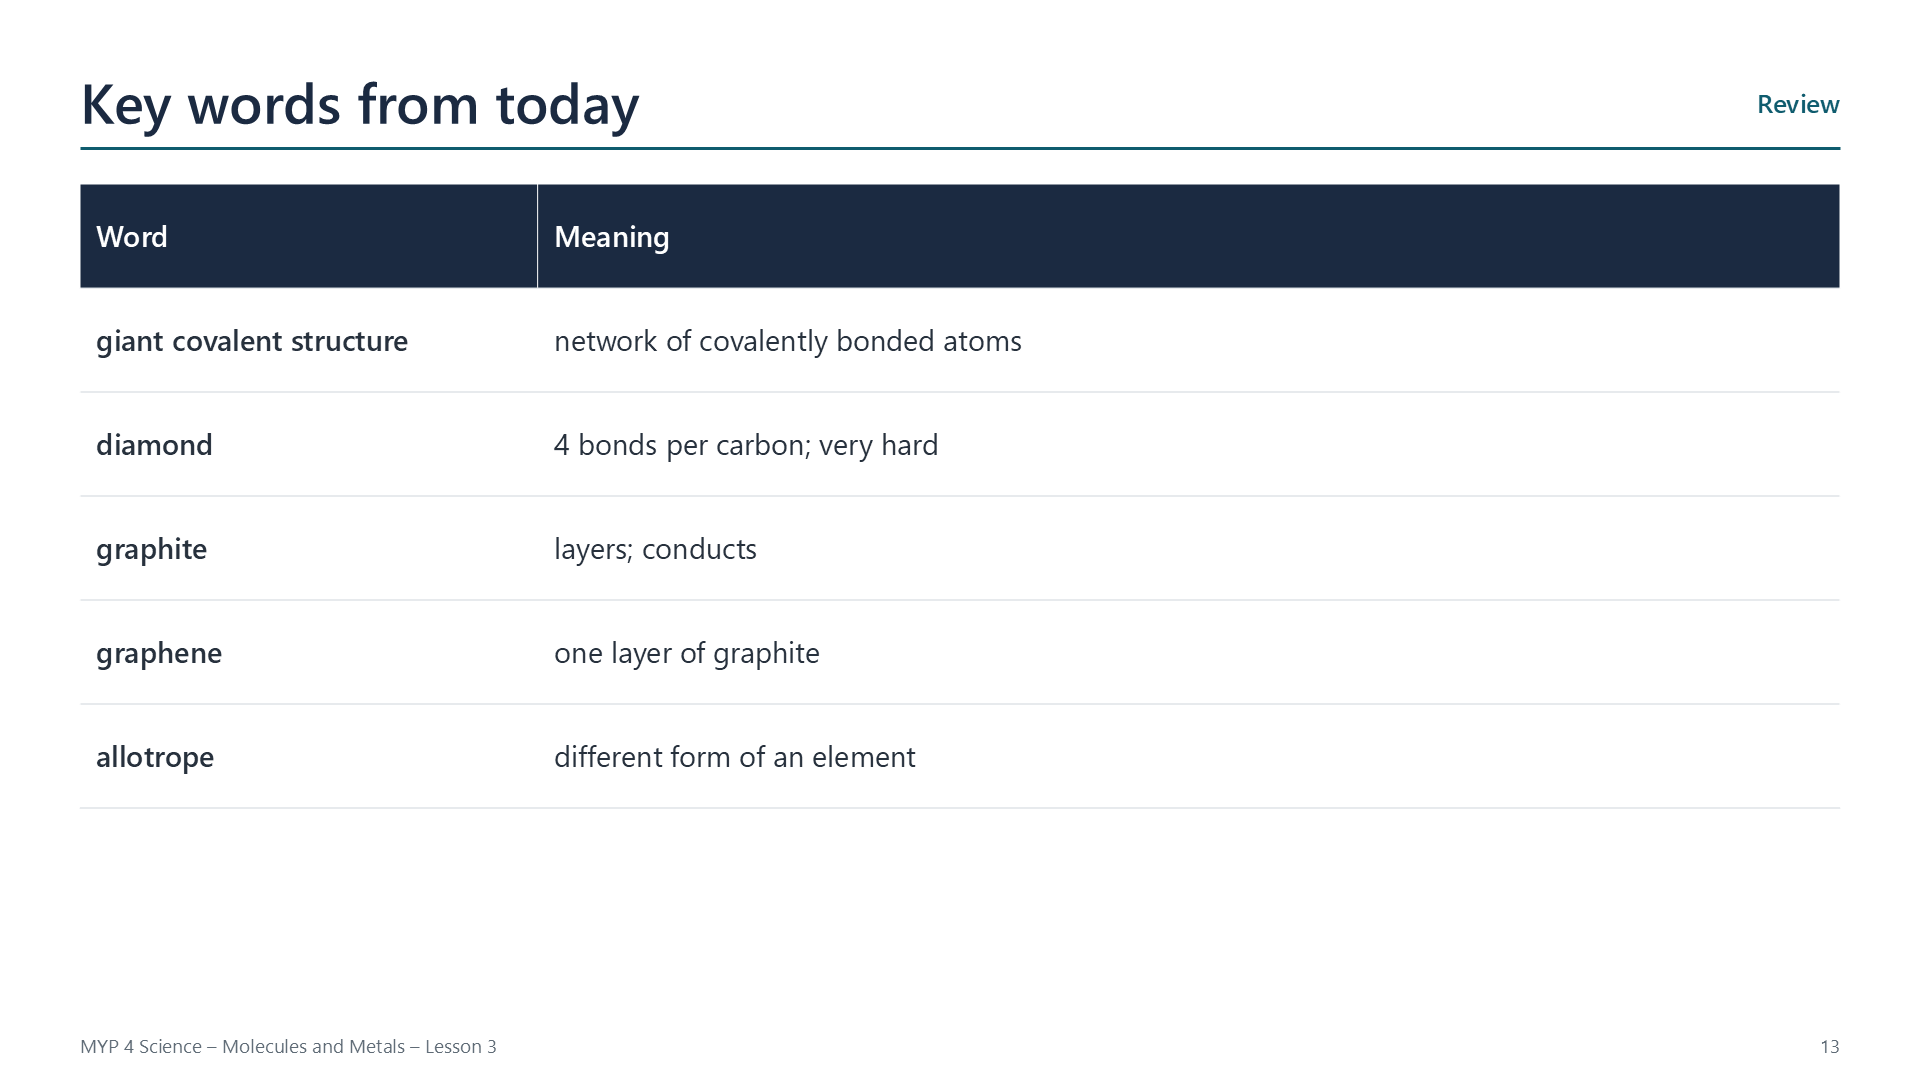 Key words from today
Review
Word
Meaning
giant covalent structure
network of covalently bonded atoms
diamond
4 bonds per carbon; very hard
graphite
layers; conducts
graphene
one layer of graphite
allotrope
different form of an element
MYP 4 Science – Molecules and Metals – Lesson 3
13